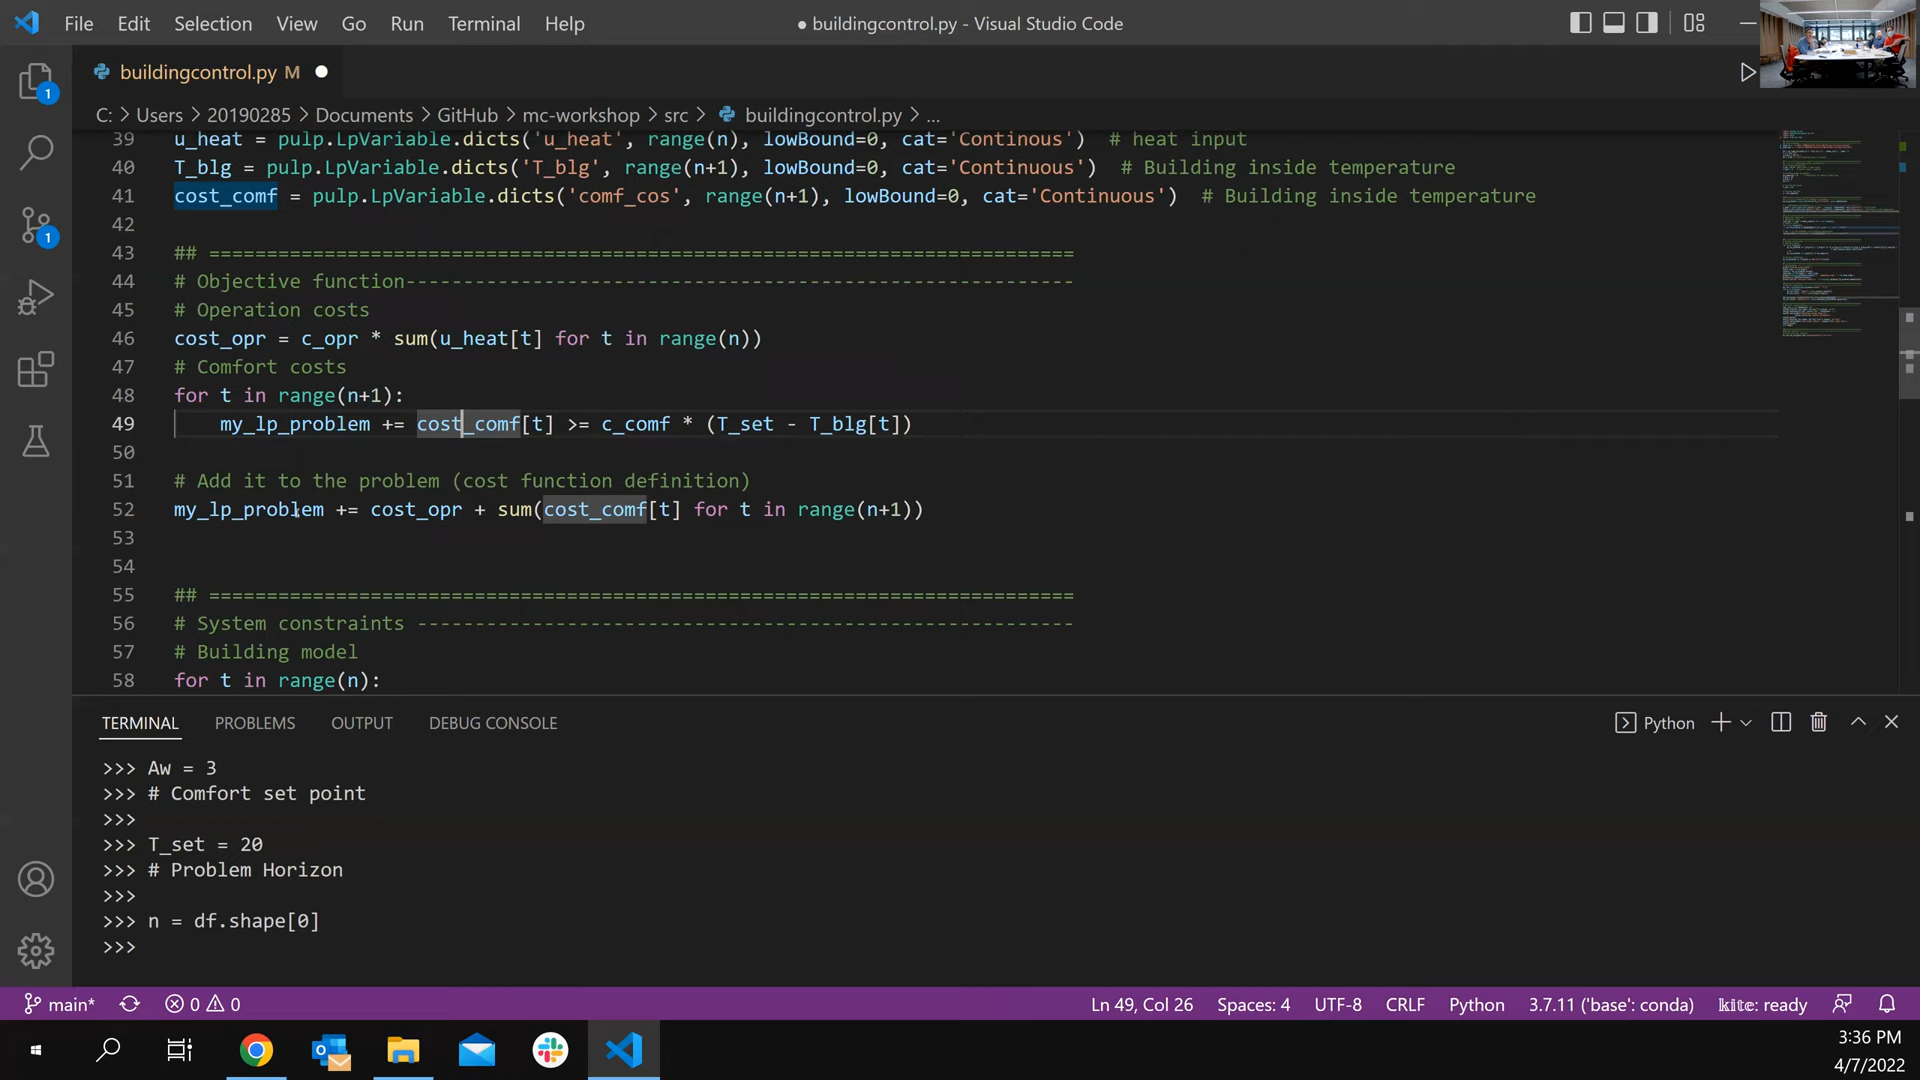 File Edit Selection View Go Run Terminal Help
● buildingcontrol.py - Visual Studio Code
1
buildingcontrol.py M
C: > Users > 20190285 > Documents > GitHub > mc-workshop > src > buildingcontrol.py > ...
39 u_heat = pulp.LpVariable.dicts('u_heat', range(n), lowBound=0, cat='Continous') # heat input
40 T_blg = pulp.LpVariable.dicts('T_blg', range(n+1), lowBound=0, cat='Continuous') # Building inside temperature
41 cost_comf = pulp.LpVariable.dicts('comf_cos', range(n+1), lowBound=0, cat='Continuous') # Building inside temperature
42
1
43 ## ===========================================================================
44 # Objective function----------------------------------------------------------
45 # Operation costs
46 cost_opr = c_opr * sum(u_heat[t] for t in range(n))
47 # Comfort costs
48 for t in range(n+1):
49 my_lp_problem += cost_comf[t] >= c_comf * (T_set - T_blg[t])
50
51 # Add it to the problem (cost function definition)
52 my_lp_problem += cost_opr + sum(cost_comf[t] for t in range(n+1))
53
54
55 ## ===========================================================================
56 # System constraints ---------------------------------------------------------
57 # Building model
58 for t in range(n):
TERMINAL PROBLEMS OUTPUT DEBUG CONSOLE
Python
>>> Aw = 3
>>> # Comfort set point
>>>
>>> T_set = 20
>>> # Problem Horizon
>>>
>>> n = df.shape[0]
>>>
main* 0 0
Ln 49, Col 26 Spaces: 4 UTF-8 CRLF Python 3.7.11 ('base': conda) kite: ready
3:36 PM
4/7/2022